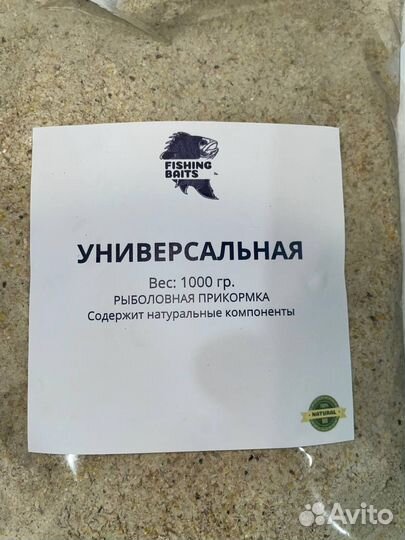 FISHING
BAITS
УНИВЕРСАЛЬНАЯ
Вес: 1000 гр.
РЫБОЛОВНАЯ ПРИКОРМКА
Содержит натуральные компоненты
NATURAL
Avito